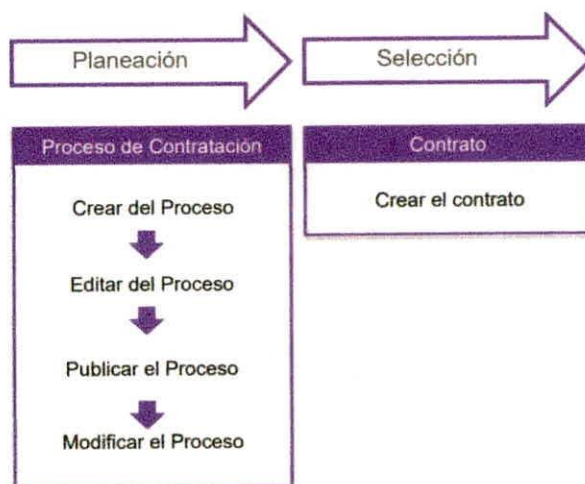 Planeación
Selección
Proceso de Contratación
Crear del Proceso
Editar del Proceso
Publicar el Proceso
Modificar el Proceso
Contrato
Crear el contrato